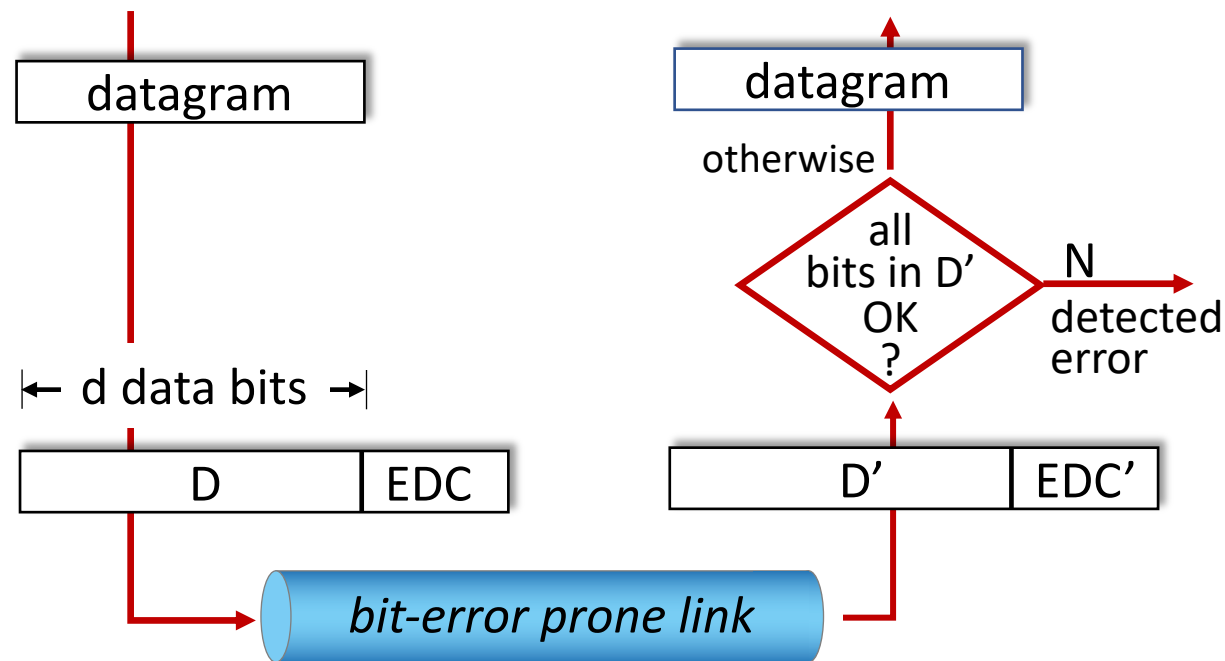 datagram
d data bits
D
EDC
bit-error prone link
datagram
otherwise
all
bits in D’
OK
?
N
detected
error
D’
EDC’